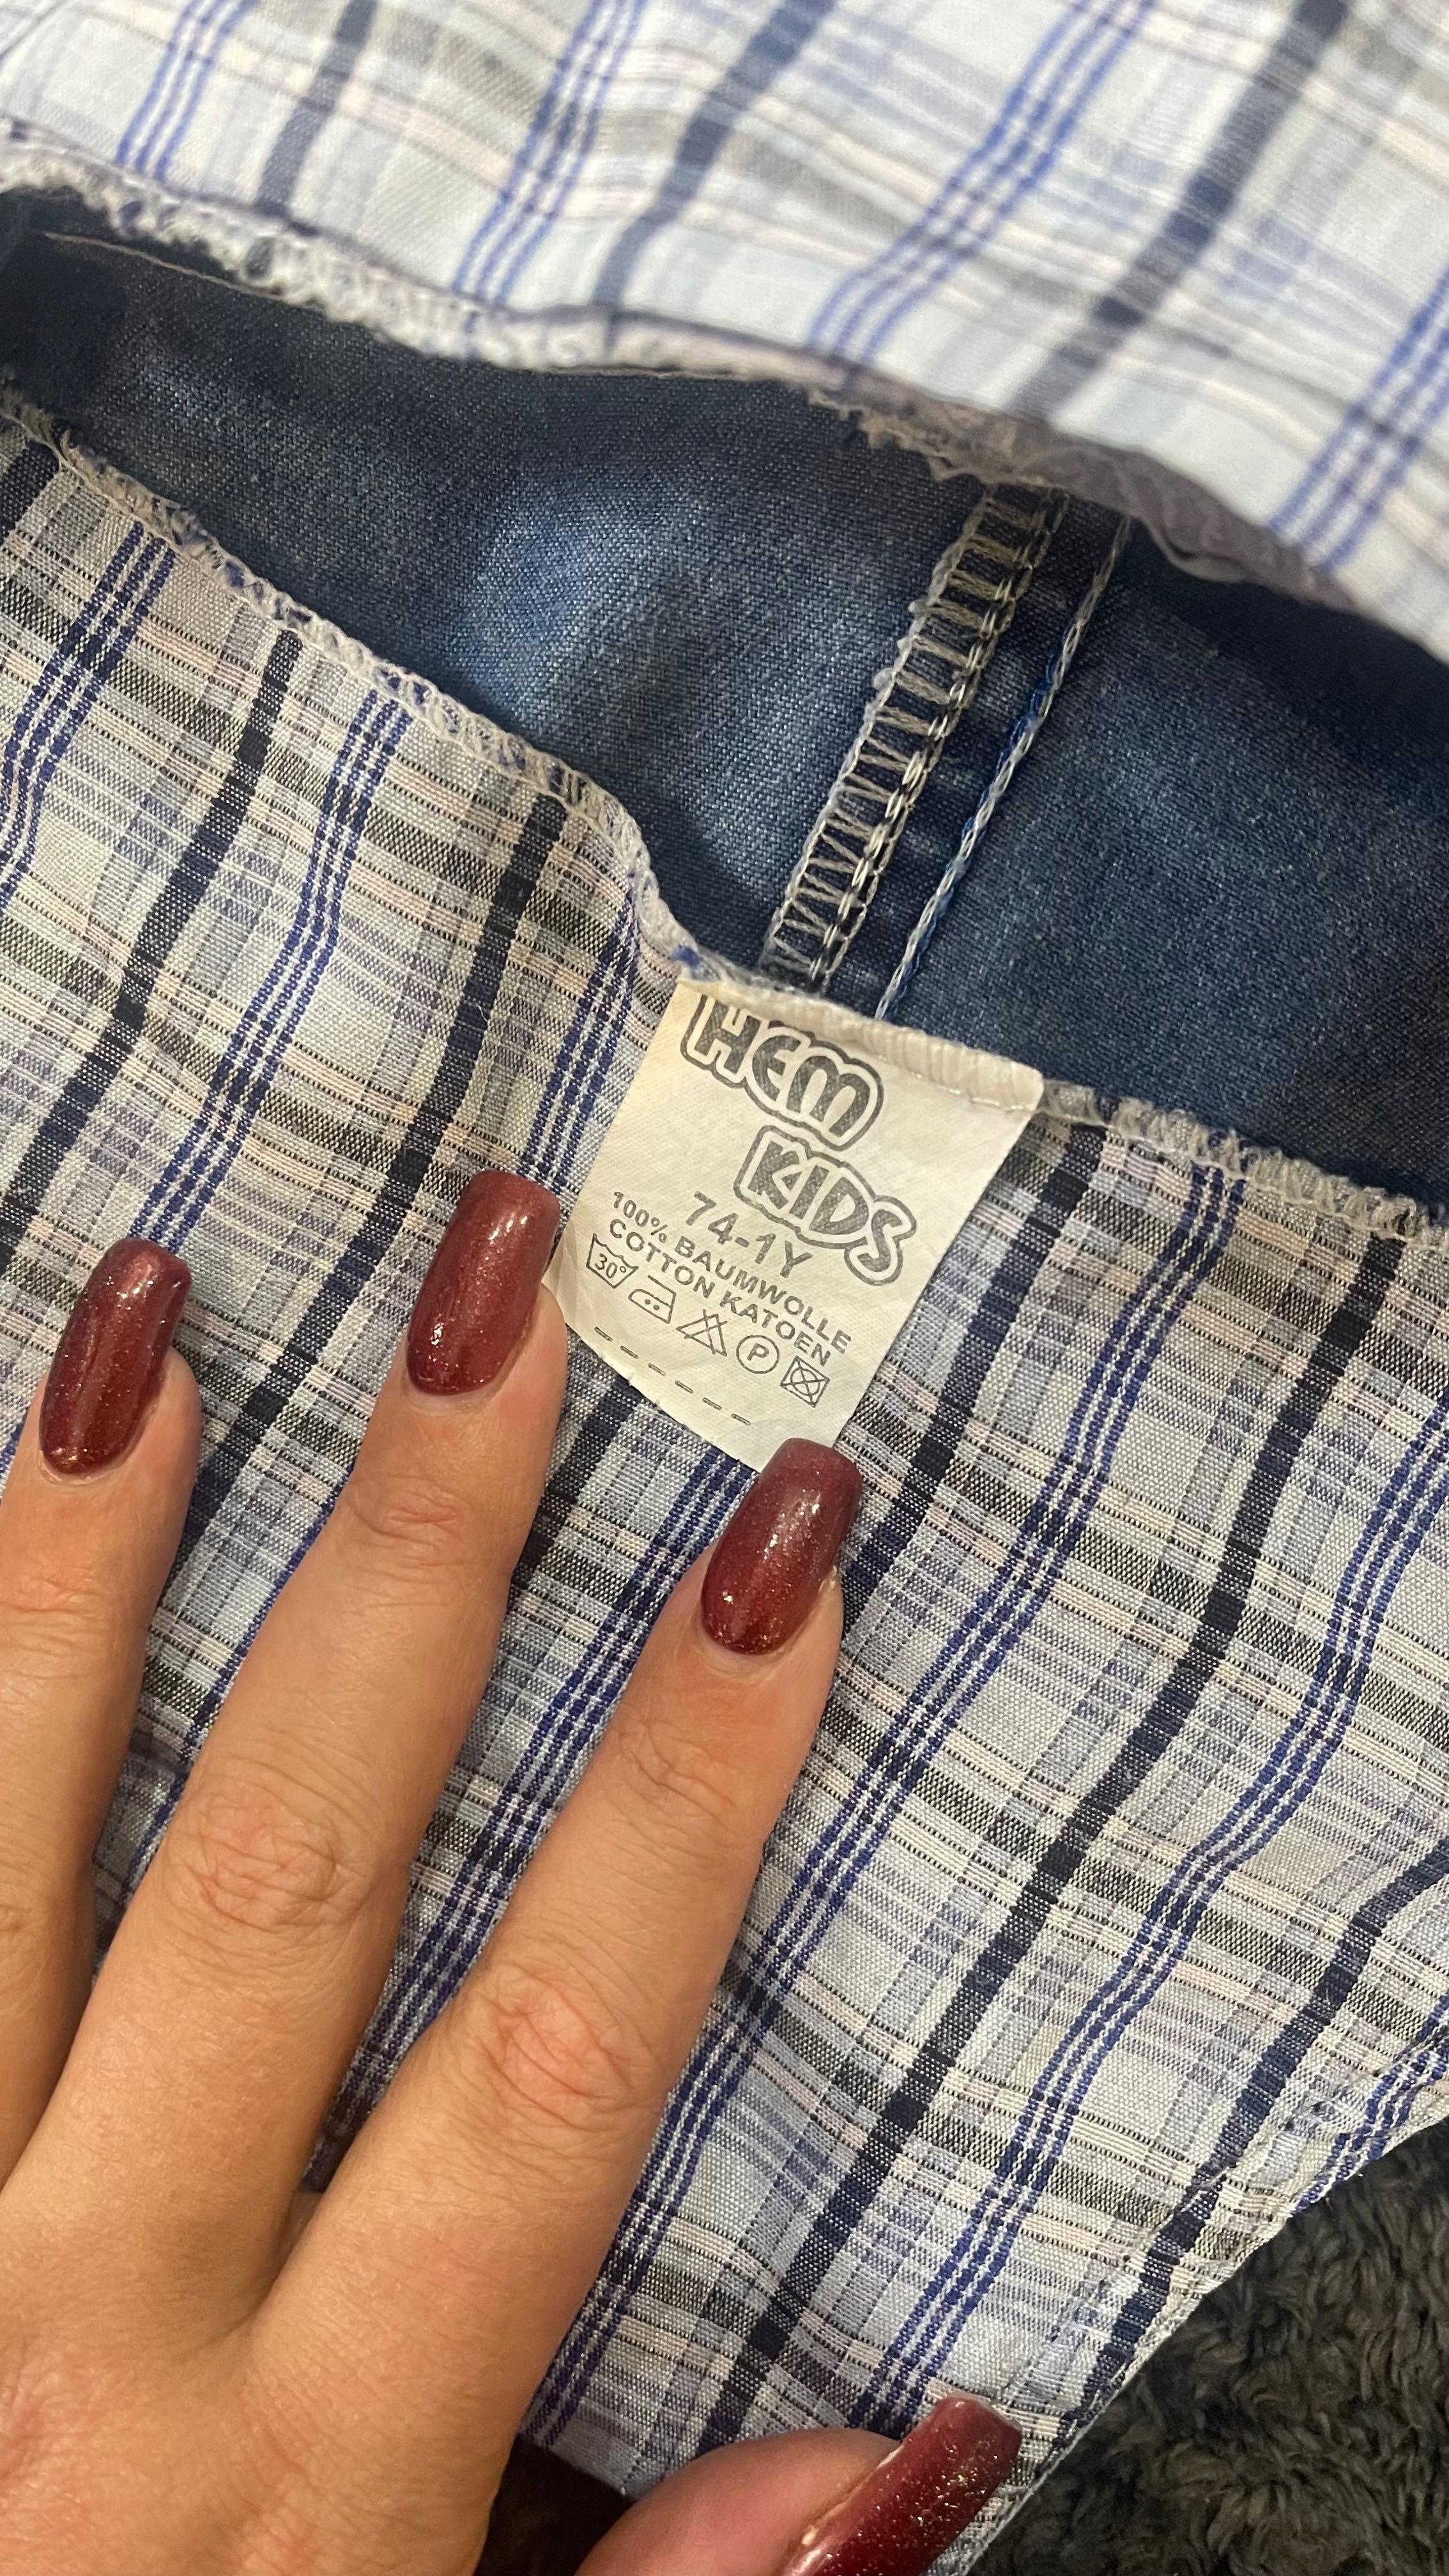 HEM
KIDS
74-1Y
100% BAUMWOLLE
COTTON KATOEN
30°
P